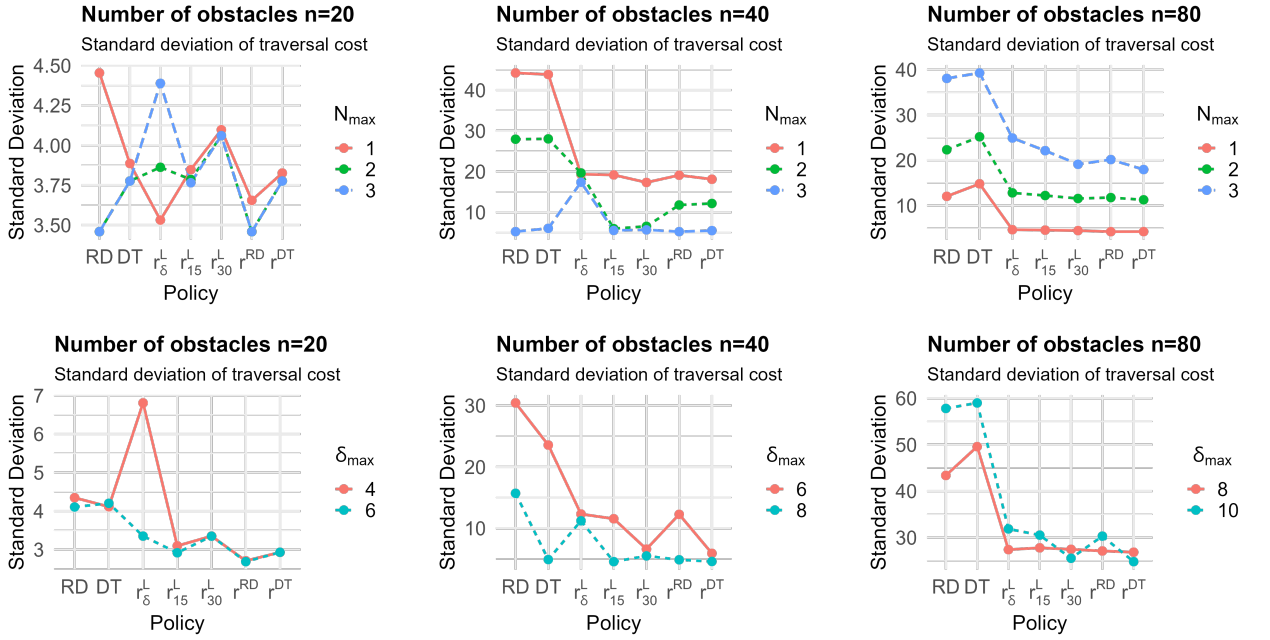 Number of obstacles n=20
Standard deviation of traversal cost
Standard Deviation
4.50
4.25
4.00
3.75
3.50
RD DT r^L_δ r^L_15 r^L_30 r^RD r^DT
Policy
N_max
1
2
3
Number of obstacles n=40
Standard deviation of traversal cost
Standard Deviation
40
30
20
10
RD DT r^L_δ r^L_15 r^L_30 r^RD r^DT
Policy
N_max
1
2
3
Number of obstacles n=80
Standard deviation of traversal cost
Standard Deviation
40
30
20
10
RD DT r^L_δ r^L_15 r^L_30 r^RD r^DT
Policy
N_max
1
2
3
Number of obstacles n=20
Standard deviation of traversal cost
Standard Deviation
7
6
5
4
3
RD DT r^L_δ r^L_15 r^L_30 r^RD r^DT
Policy
δ_max
4
6
Number of obstacles n=40
Standard deviation of traversal cost
Standard Deviation
30
20
10
RD DT r^L_δ r^L_15 r^L_30 r^RD r^DT
Policy
δ_max
6
8
Number of obstacles n=80
Standard deviation of traversal cost
Standard Deviation
60
50
40
30
RD DT r^L_δ r^L_15 r^L_30 r^RD r^DT
Policy
δ_max
8
10